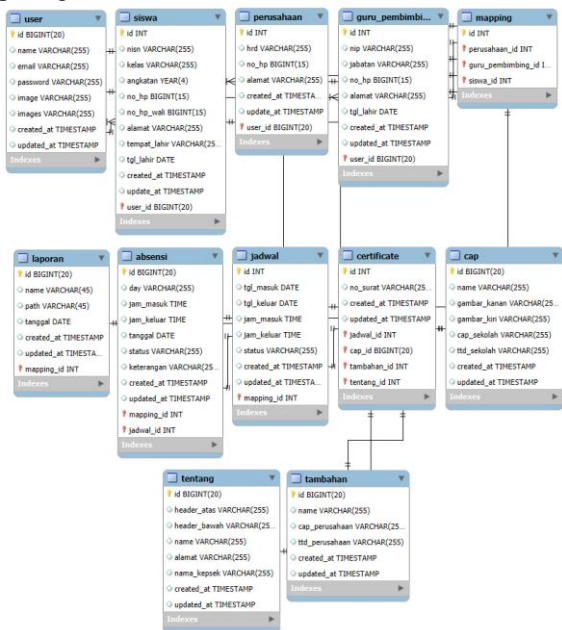 user
id BIGINT(20)
name VARCHAR(255)
email VARCHAR(255)
password VARCHAR(255)
image VARCHAR(255)
images VARCHAR(255)
created_at TIMESTAMP
updated_at TIMESTAMP
Indexes
siswa
id INT
nisn VARCHAR(255)
kelas VARCHAR(255)
angkatan YEAR(4)
no_hp BIGINT(15)
no_hp_wali BIGINT(15)
alamat VARCHAR(255)
tempat_lahir VARCHAR(25...
tgl_lahir DATE
created_at TIMESTAMP
update_at TIMESTAMP
user_id BIGINT(20)
Indexes
perusahaan
id INT
hrd VARCHAR(255)
no_hp BIGINT(15)
alamat VARCHAR(255)
created_at TIMESTAMP
update_at TIMESTAMP
user_id BIGINT(20)
Indexes
guru_pembimbi...
id INT
nip VARCHAR(255)
jabatan VARCHAR(255)
no_hp BIGINT(15)
alamat VARCHAR(255)
tgl_lahir DATE
created_at TIMESTAMP
updated_at TIMESTAMP
user_id BIGINT(20)
Indexes
mapping
id INT
perusahaan_id INT
guru_pembimbing_id I...
siswa_id INT
Indexes
laporan
id BIGINT(20)
name VARCHAR(45)
path VARCHAR(45)
tanggal DATE
created_at TIMESTAMP
updated_at TIMESTA...
mapping_id INT
Indexes
absensi
id BIGINT(20)
day VARCHAR(255)
jam_masuk TIME
jam_keluar TIME
tanggal DATE
status VARCHAR(255)
keterangan VARCHAR(25...
created_at TIMESTAMP
updated_at TIMESTAMP
mapping_id INT
jadwal_id INT
Indexes
jadwal
id INT
tgl_masuk DATE
tgl_keluar DATE
jam_masuk TIME
jam_keluar TIME
status VARCHAR(255)
created_at TIMESTAMP
updated_at TIMESTAMP
mapping_id INT
Indexes
certificate
id INT
no_surat VARCHAR(25...
created_at TIMESTAMP
updated_at TIMESTAMP
jadwal_id INT
cap_id BIGINT(20)
tambahan_id INT
tentang_id INT
Indexes
cap
id BIGINT(20)
name VARCHAR(255)
gambar_kanan VARCHAR(25...
gambar_kiri VARCHAR(255)
cap_sekolah VARCHAR(255)
ttd_sekolah VARCHAR(255)
created_at TIMESTAMP
updated_at TIMESTAMP
Indexes
tentang
id BIGINT(20)
header_atas VARCHAR(255)
header_bawah VARCHAR(25...
name VARCHAR(255)
alamat VARCHAR(255)
nama_kepsek VARCHAR(255)
created_at TIMESTAMP
updated_at TIMESTAMP
Indexes
tambahan
id BIGINT(20)
name VARCHAR(255)
cap_perusahaan VARCHAR(25...
ttd_perusahaan VARCHAR(255)
created_at TIMESTAMP
updated_at TIMESTAMP
Indexes